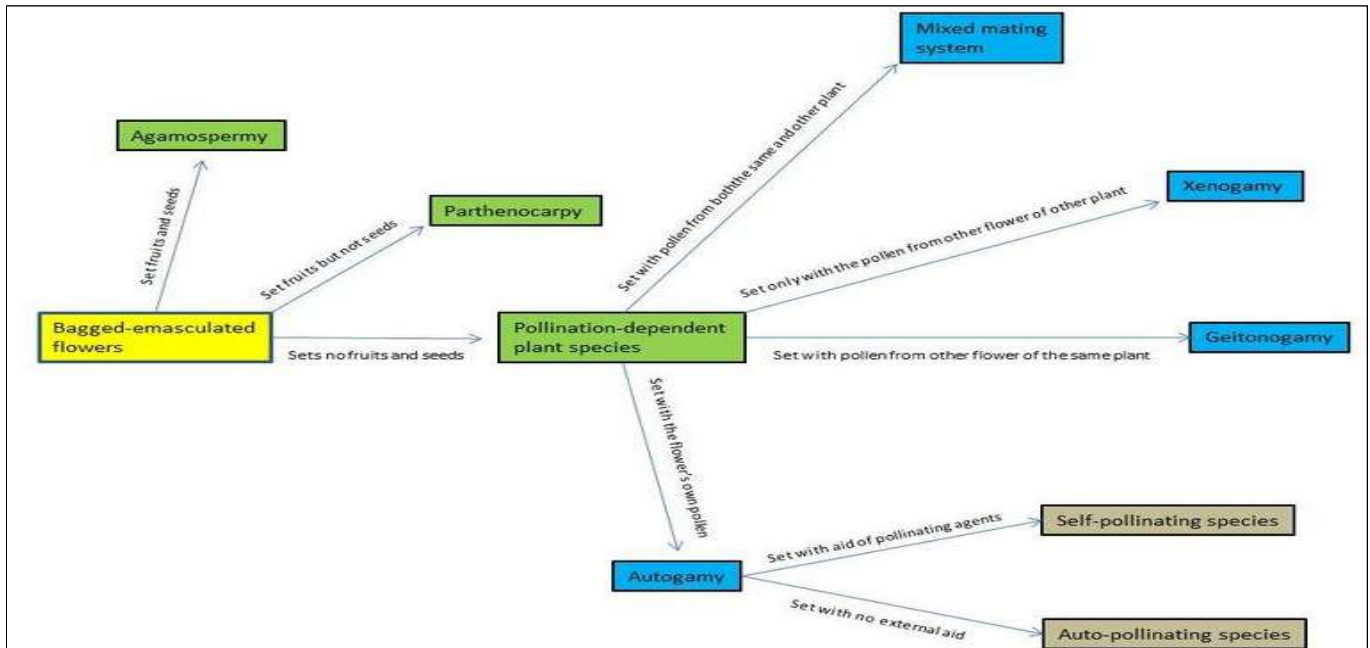 Mixed mating
system
Agamospermy
Set with pollen from boththe same and other plant
Xenogamy
Set fruits and seeds
Parthenocarpy
Set fruits but not seeds
Set only with the pollen from other flower of other plant
Bagged-emasculated
flowers
Sets no fruits and seeds
Pollination-dependent
plant species
Geitonogamy
Set with pollen from other flower of the same plant
Set with the flower's own pollen
Self-pollinating species
Set with aid of pollinating agents
Autogamy
Set with no external aid
Auto-pollinating species